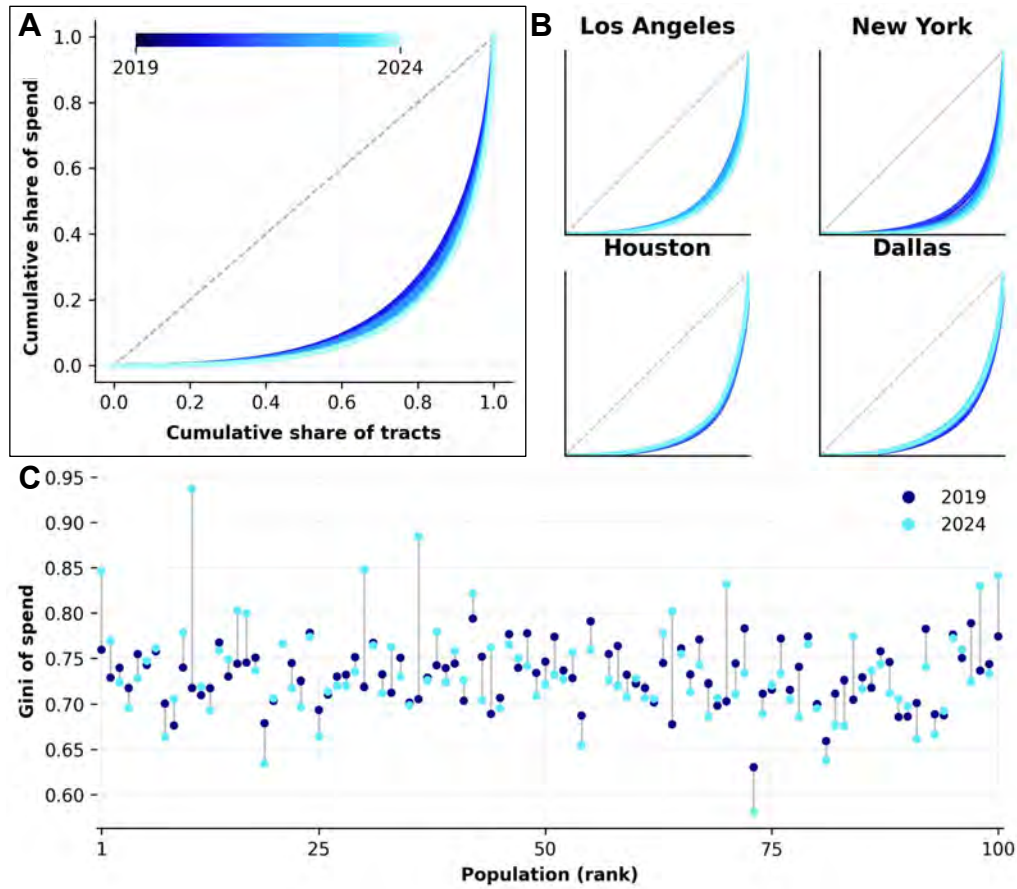 A
1.0
0.8
0.6
0.4
0.2
0.0
Cumulative share of spend
2019
2024
0.0 0.2 0.4 0.6 0.8 1.0
Cumulative share of tracts
B
Los Angeles
New York
Houston
Dallas
C
0.95
0.90
0.85
0.80
0.75
0.70
0.65
0.60
Gini of spend
2019
2024
1 25 50 75 100
Population (rank)